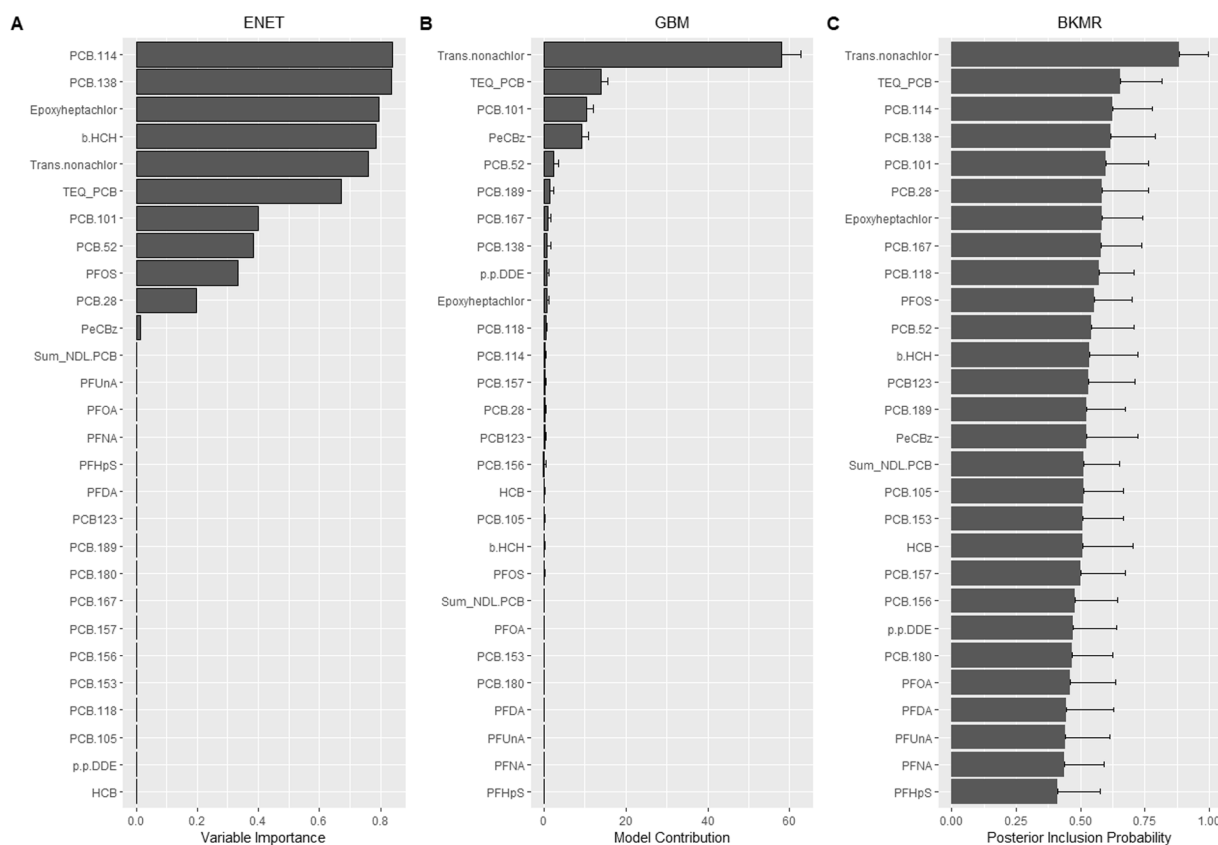 A
ENET
PCB.114
PCB.138
Epoxyheptachlor
b.HCH
Trans.nonachlor
TEQ_PCB
PCB.101
PCB.52
PFOS
PCB.28
PeCBz
Sum_NDL.PCB
PFUnA
PFOA
PFNA
PFHpS
PFDA
PCB123
PCB.189
PCB.180
PCB.167
PCB.157
PCB.156
PCB.153
PCB.118
PCB.105
p.p.DDE
HCB
0.0 0.2 0.4 0.6 0.8
Variable Importance
B
GBM
Trans.nonachlor
TEQ_PCB
PCB.101
PeCBz
PCB.52
PCB.189
PCB.167
PCB.138
p.p.DDE
Epoxyheptachlor
PCB.118
PCB.114
PCB.157
PCB.28
PCB123
PCB.156
HCB
PCB.105
b.HCH
PFOS
Sum_NDL.PCB
PFOA
PCB.153
PCB.180
PFDA
PFUnA
PFNA
PFHpS
0 20 40 60
Model Contribution
C
BKMR
Trans.nonachlor
TEQ_PCB
PCB.114
PCB.138
PCB.101
PCB.28
Epoxyheptachlor
PCB.167
PCB.118
PFOS
PCB.52
b.HCH
PCB123
PCB.189
PeCBz
Sum_NDL.PCB
PCB.105
PCB.153
HCB
PCB.157
PCB.156
p.p.DDE
PCB.180
PFOA
PFDA
PFUnA
PFNA
PFHpS
0.00 0.25 0.50 0.75 1.00
Posterior Inclusion Probability